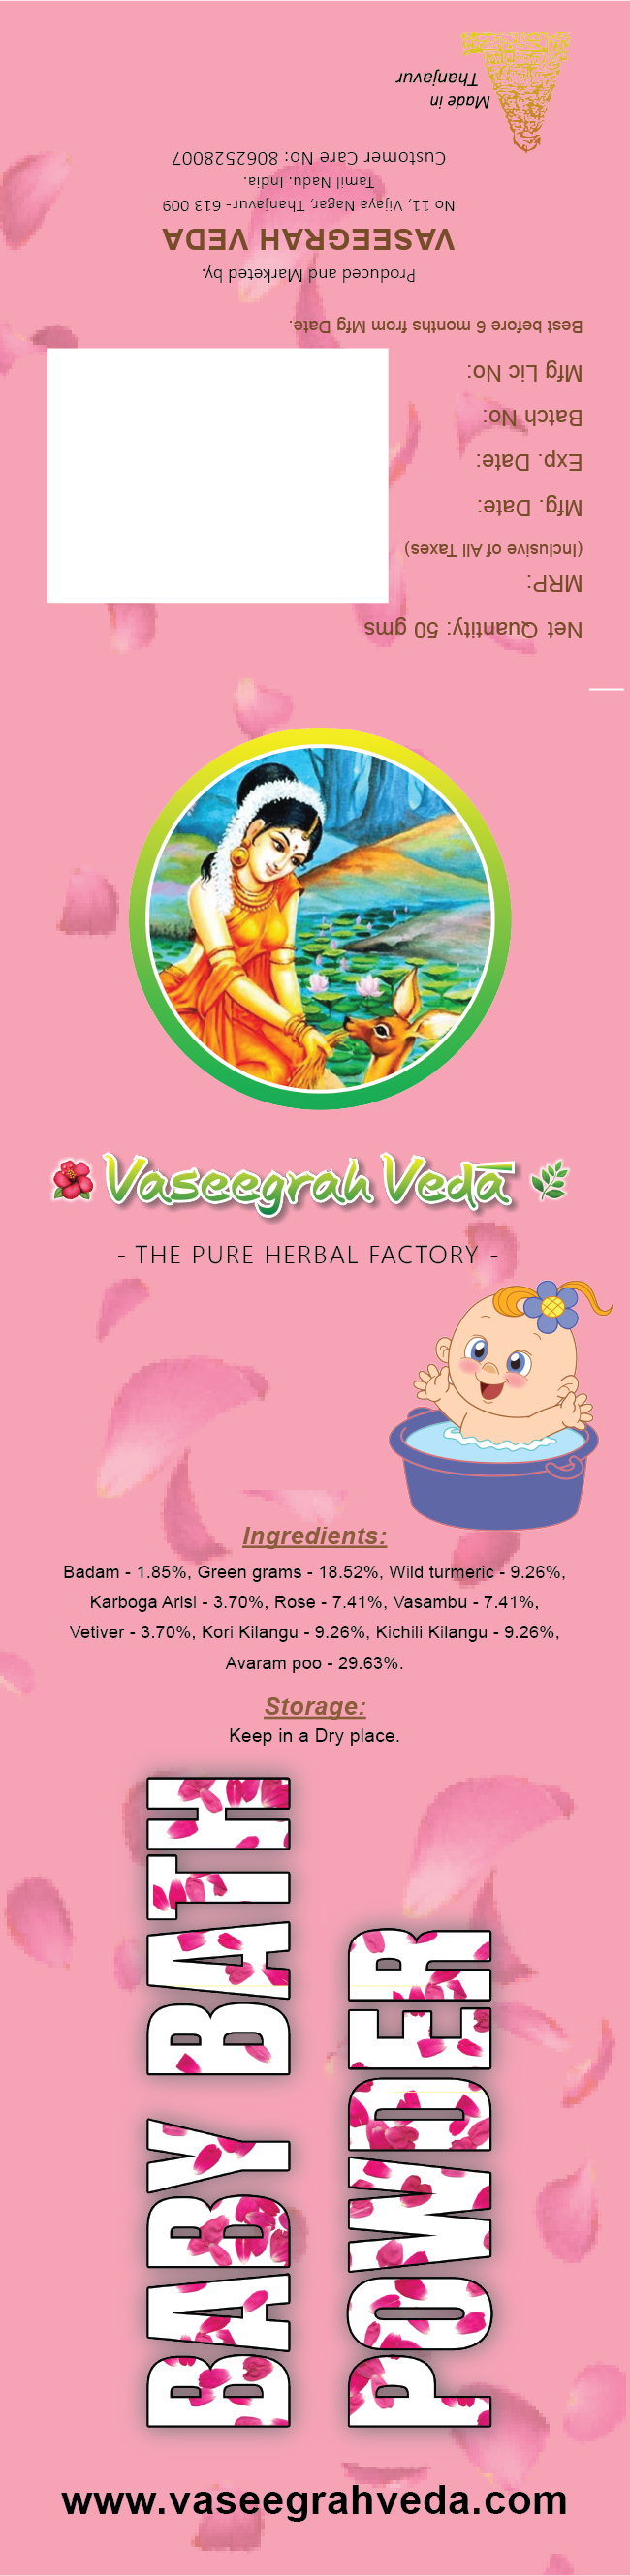 Made in
Thanjavur
Customer Care No: 8062528007
Tamil Nadu. India.
No 11, Vijaya Nagar, Thanjavur- 613 009
VASEEGRAH VEDA
Produced and Marketed by.
Best before 6 months from Mfg Date.
Mfg Lic No:
Batch No:
Exp. Date:
Mfg. Date:
(Inclusive of All Taxes)
MRP:
Net Quantity: 50 gms
Vaseegrah Veda
- THE PURE HERBAL FACTORY -
Ingredients:
Badam - 1.85%, Green grams - 18.52%, Wild turmeric - 9.26%,
Karboga Arisi - 3.70%, Rose - 7.41%, Vasambu - 7.41%,
Vetiver - 3.70%, Kori Kilangu - 9.26%, Kichili Kilangu - 9.26%,
Avaram poo - 29.63%.
Storage:
Keep in a Dry place.
BABY BATH
POWDER
www.vaseegrahveda.com